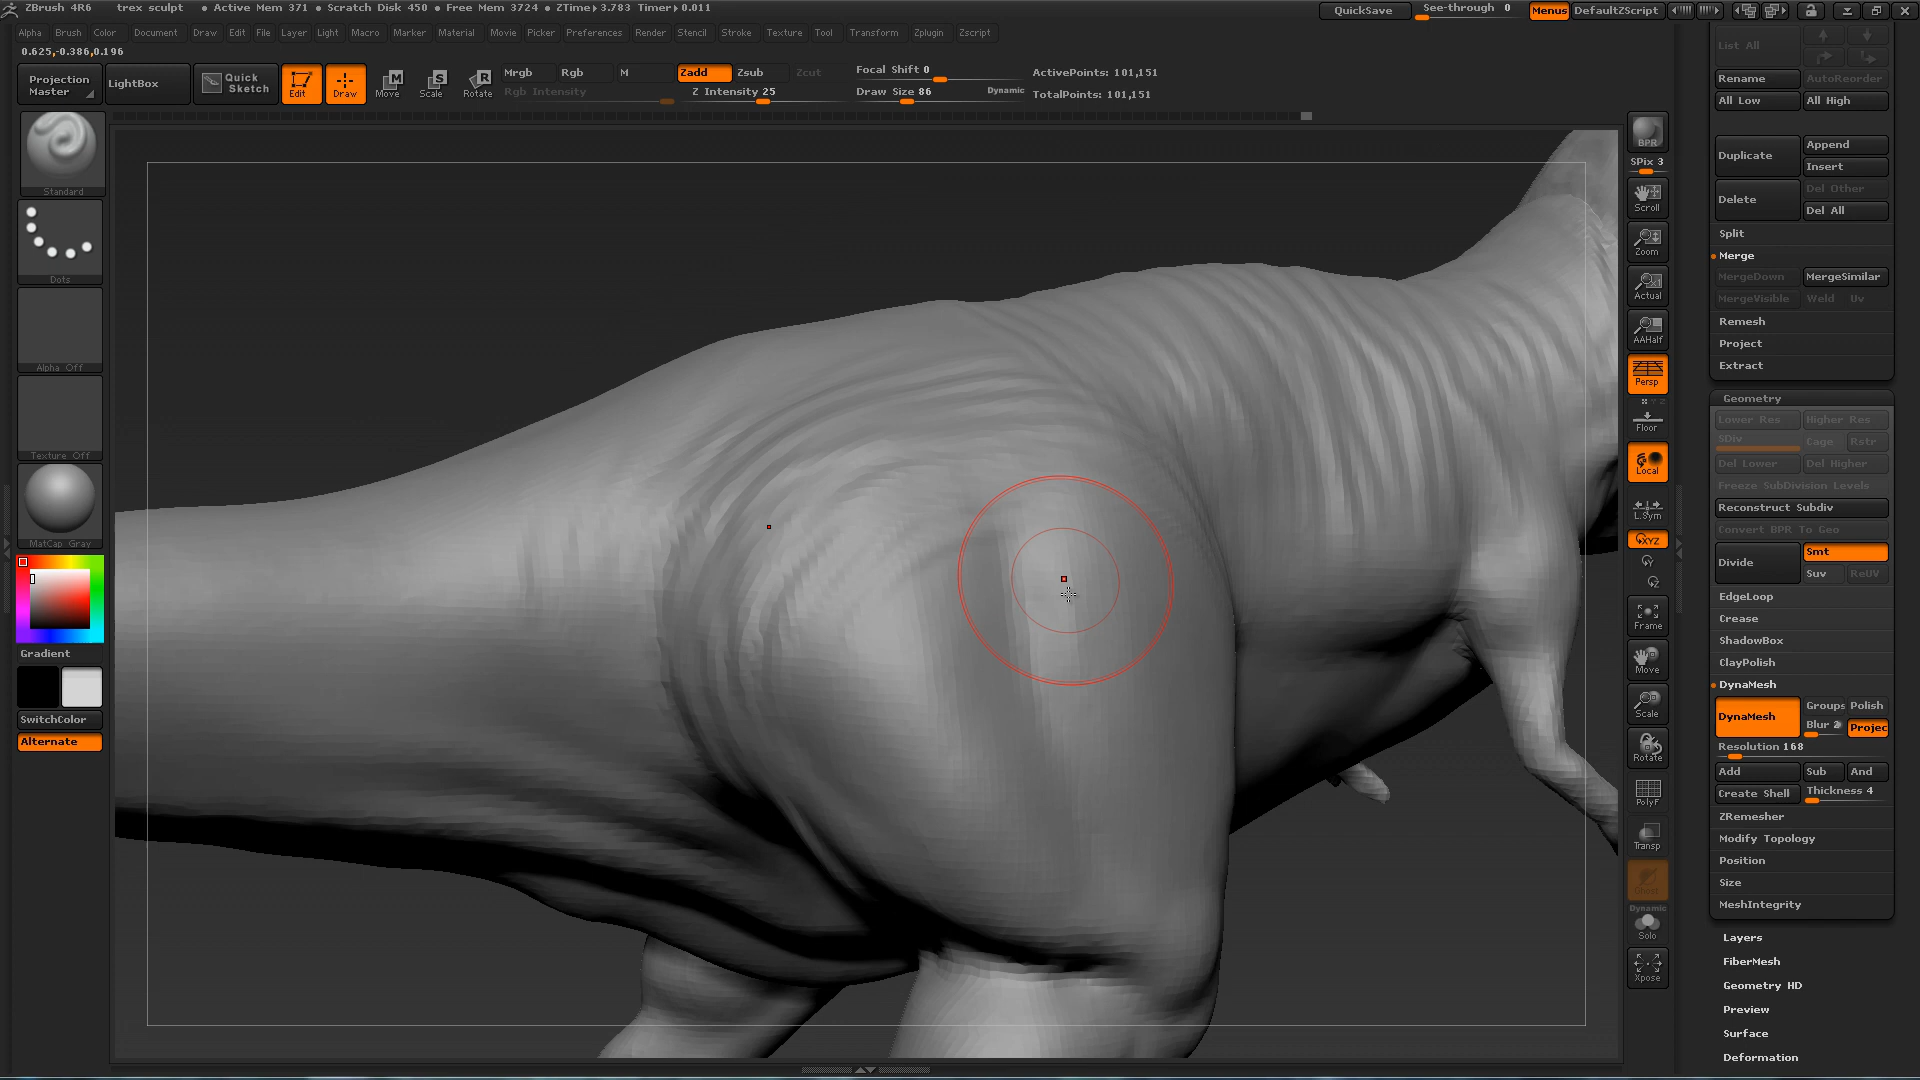 ZBrush 4R6 trex sculpt • Active Mem 371 • Scratch Disk 450 • Free Mem 3724 • ZTime▸3.783 Timer▸0.011
QuickSave See-through 0 Menus DefaultZScript
Alpha Brush Color Document Draw Edit File Layer Light Macro Marker Material Movie Picker Preferences Render Stencil Stroke Texture Tool Transform Zplugin Zscript
0.625,-0.386,0.196
Projection Master
LightBox
Quick Sketch
Edit
Draw
Move
Scale
Rotate
Mrgb Rgb M
Rgb Intensity
Zadd Zsub Zcut
Z Intensity 25
Focal Shift 0
Draw Size 86 Dynamic
ActivePoints: 101,151
TotalPoints: 101,151
Standard
Dots
Alpha Off
Texture Off
MatCap Gray
Gradient
SwitchColor
Alternate
BPR
SPix 3
Scroll
Zoom
Actual
AAHalf
Persp
Floor
Local
L.Sym
XYZ
Frame
Move
Scale
Rotate
PolyF
Transp
Ghost
Dynamic
Solo
Xpose
List All
Rename AutoReorder
All Low All High
Duplicate Append
Insert
Delete Del Other
Del All
Split
Merge
MergeDown MergeSimilar
MergeVisible Weld Uv
Remesh
Project
Extract
Geometry
Lower Res Higher Res
SDiv Cage Rstr
Del Lower Del Higher
Freeze SubDivision Levels
Reconstruct Subdiv
Convert BPR To Geo
Divide Smt
Suv ReUV
EdgeLoop
Crease
ShadowBox
ClayPolish
DynaMesh
DynaMesh Groups Polish
Blur 2 Projec
Resolution 168
Add Sub And
Create Shell Thickness 4
ZRemesher
Modify Topology
Position
Size
MeshIntegrity
Layers
FiberMesh
Geometry HD
Preview
Surface
Deformation